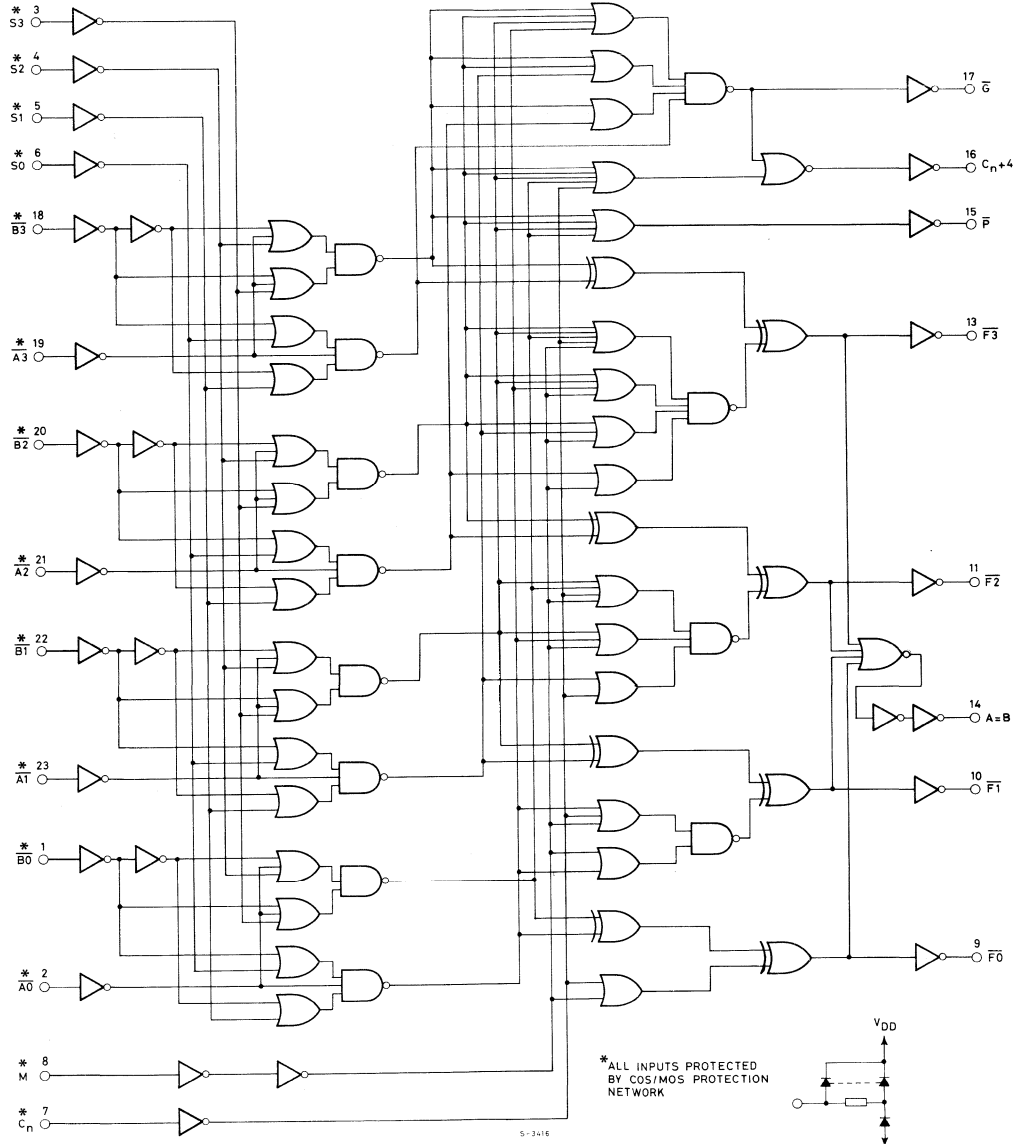 * 3
S3
* 4
S2
* 5
S1
* 6
S0
* 18
B3
* 19
A3
* 20
B2
* 21
A2
* 22
B1
* 23
A1
* 1
B0
* 2
A0
* 8
M
* 7
Cn
17
G
16
Cn+4
15
P
13
F3
11
F2
14
A=B
10
F1
9
F0
VDD
*ALL INPUTS PROTECTED
BY COS/MOS PROTECTION
NETWORK
S-3416